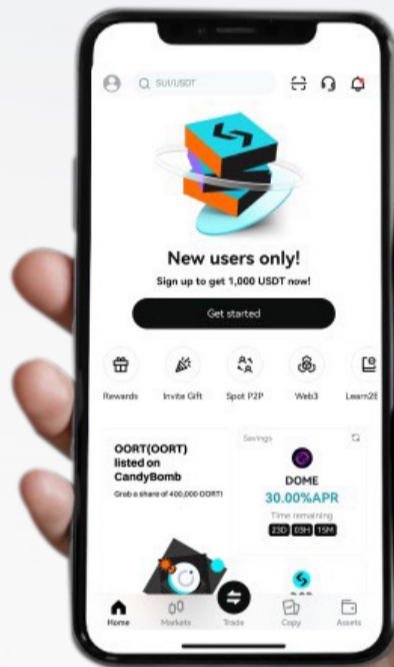 SUI/USDT
New users only!
Sign up to get 1,000 USDT now!
Get started
Rewards
Invite Gift
Spot P2P
Web3
Learn2E
OORT(OORT)
listed on
CandyBomb
Grab a share of 400,000 OORT!
Savings
DOME
30.00%APR
Time remaining
23D 03H 15M
Home
Markets
Trade
Copy
Assets